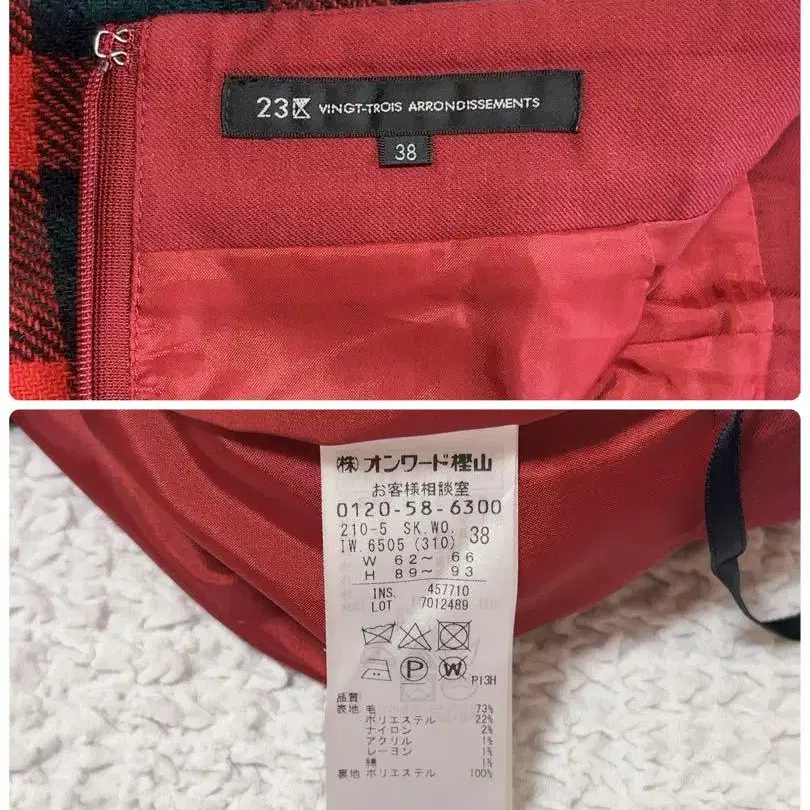 23区 VINGT-TROIS ARRONDISSEMENTS
38
㈱オンワード樫山
お客様相談室
0120-58-6300
210-5 SK.WO.
IW.6505 (310) 38
W 62～ 66
H 89～ 93
INS. 457710
LOT 7012489
P W P13H
品質
表地 毛 73%
ポリエステル 22%
ナイロン 2%
アクリル 1%
レーヨン 1%
綿 1%
裏地 ポリエステル 100%